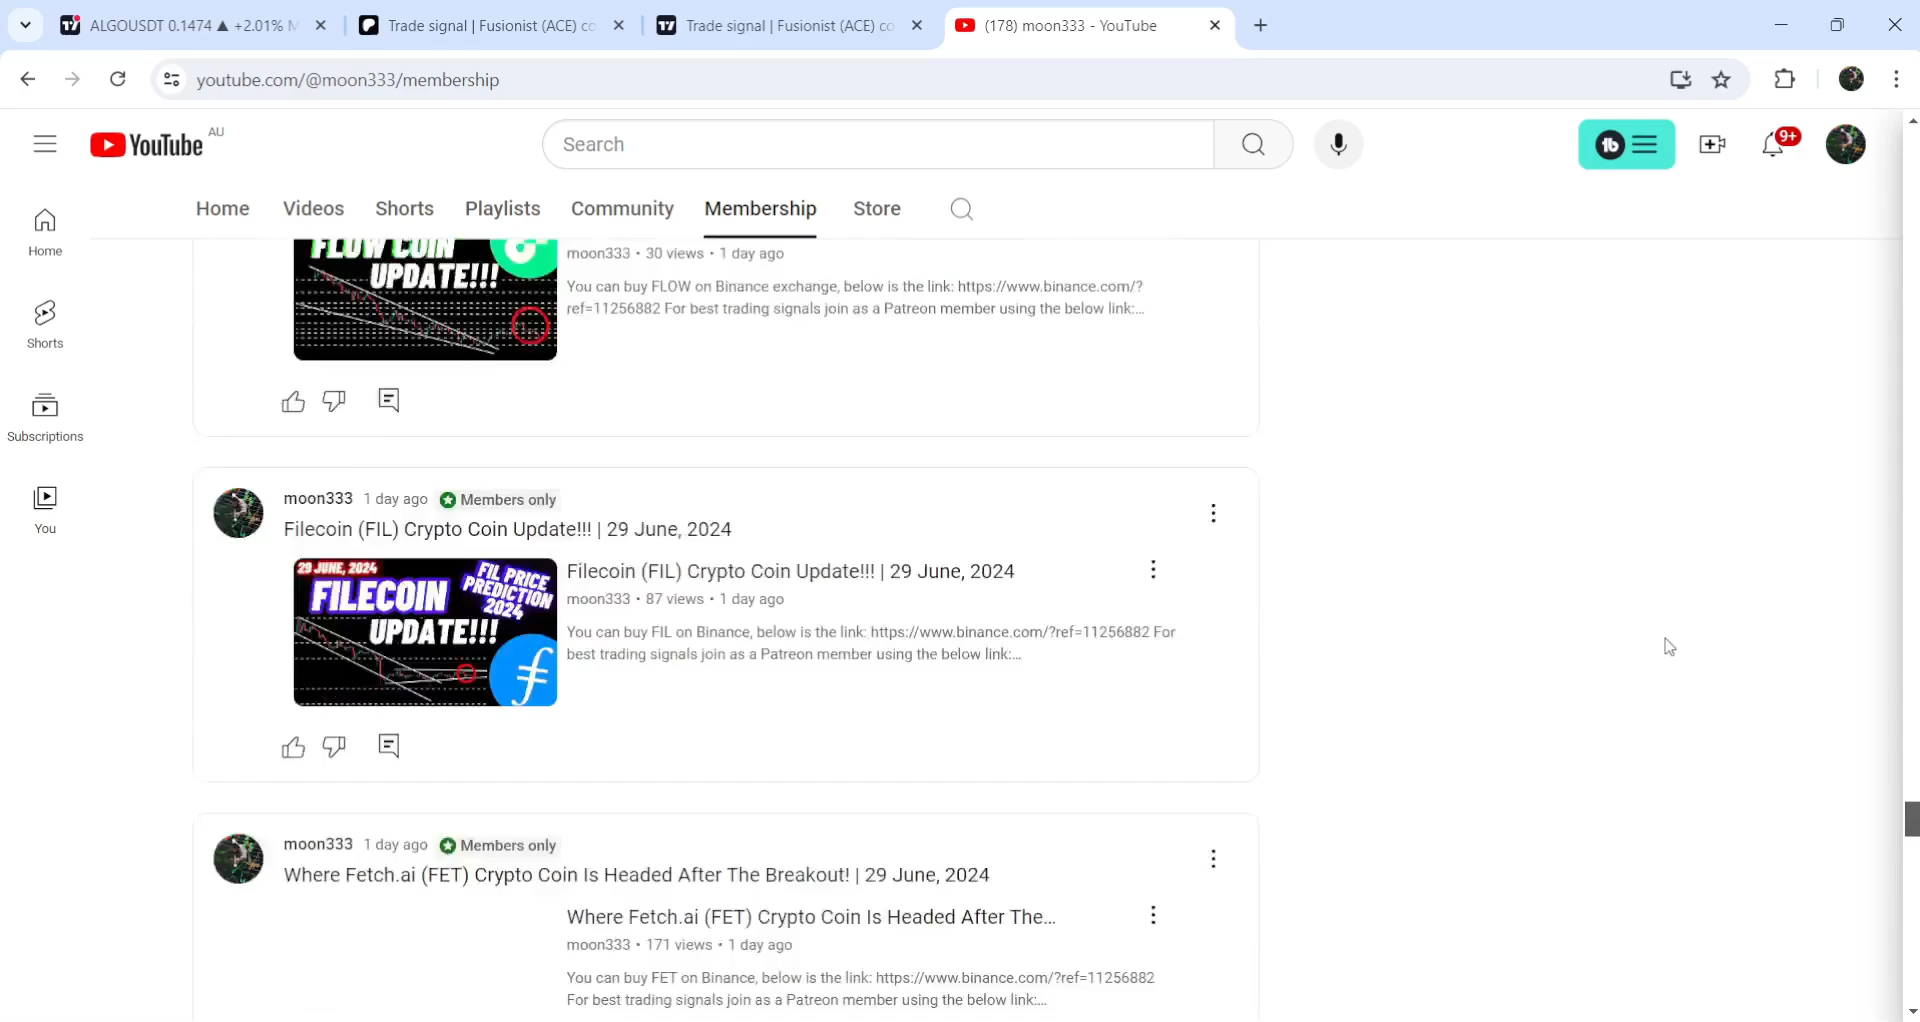 ALGOUSDT 0.1474 ▲ +2.01%
Trade signal | Fusionist (ACE) co
Trade signal | Fusionist (ACE) co
(178) moon333 - YouTube
youtube.com/@moon333/membership
YouTube AU
Search
9+
Home
Videos
Shorts
Playlists
Community
Membership
Store
Home
Shorts
Subscriptions
You
FLOW COIN
UPDATE!!!
moon333 • 30 views • 1 day ago
You can buy FLOW on Binance exchange, below is the link: https://www.binance.com/?
ref=11256882 For best trading signals join as a Patreon member using the below link:...
moon333 1 day ago Members only
Filecoin (FIL) Crypto Coin Update!!! | 29 June, 2024
29 JUNE, 2024
FILECOIN
UPDATE!!!
FIL PRICE
PREDICTION
2024
Filecoin (FIL) Crypto Coin Update!!! | 29 June, 2024
moon333 • 87 views • 1 day ago
You can buy FIL on Binance, below is the link: https://www.binance.com/?ref=11256882 For
best trading signals join as a Patreon member using the below link:...
moon333 1 day ago Members only
Where Fetch.ai (FET) Crypto Coin Is Headed After The Breakout! | 29 June, 2024
Where Fetch.ai (FET) Crypto Coin Is Headed After The...
moon333 • 171 views • 1 day ago
You can buy FET on Binance, below is the link: https://www.binance.com/?ref=11256882
For best trading signals join as a Patreon member using the below link:...